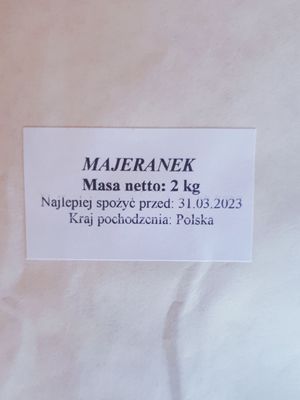 MAJERANEK
Masa netto: 2 kg
Najlepiej spożyć przed: 31.03.2023
Kraj pochodzenia: Polska